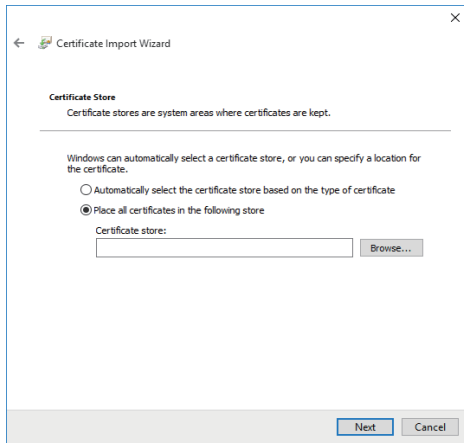 Certificate Import Wizard
Certificate Store
Certificate stores are system areas where certificates are kept.
Windows can automatically select a certificate store, or you can specify a location for
the certificate.
Automatically select the certificate store based on the type of certificate
Place all certificates in the following store
Certificate store:
Browse...
Next Cancel